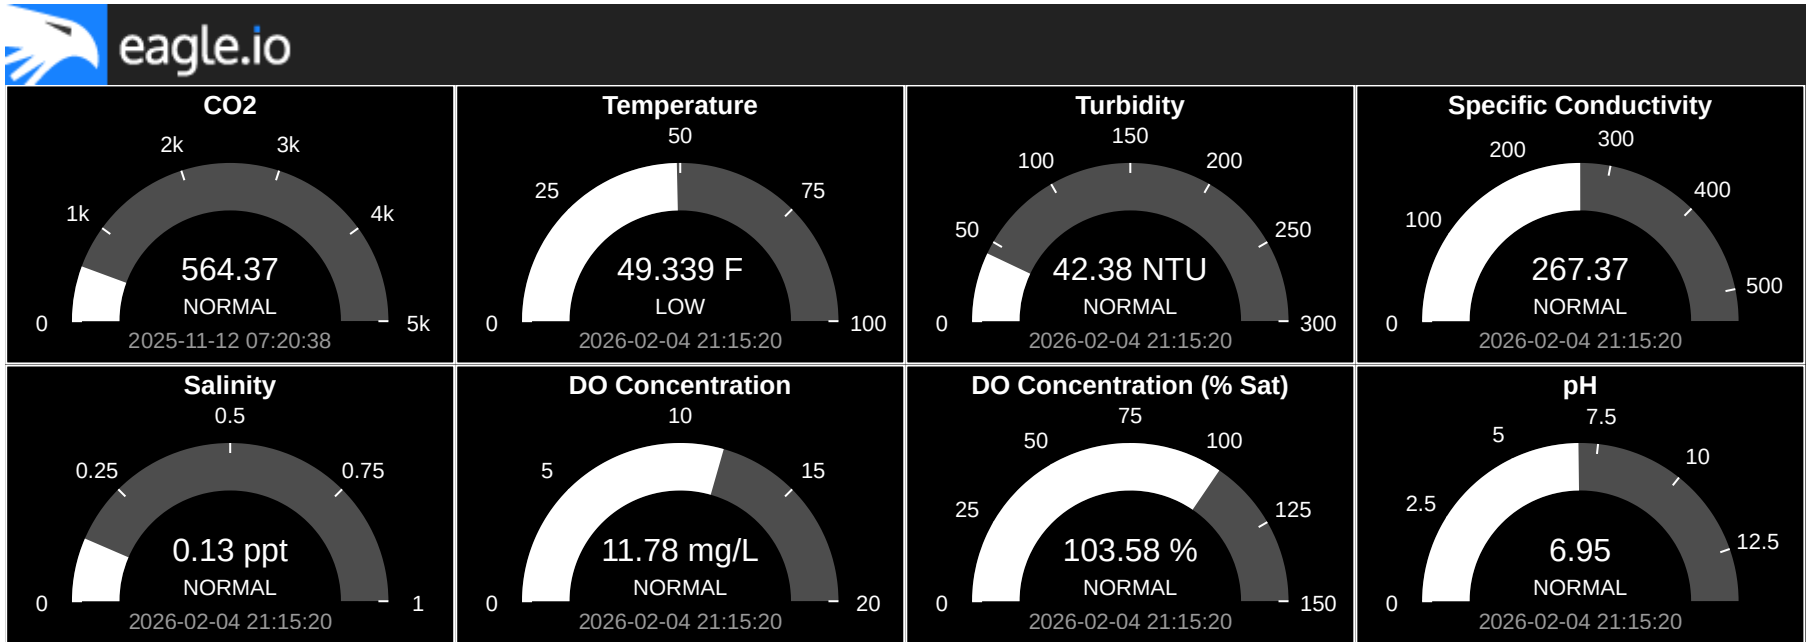 eagle.io
CO2
2k
3k
1k
4k
564.37
NORMAL
0
5k
2025-11-12 07:20:38
Temperature
50
25
75
49.339 F
LOW
0
100
2026-02-04 21:15:20
Turbidity
150
100
200
50
250
42.38 NTU
NORMAL
0
300
2026-02-04 21:15:20
Specific Conductivity
300
200
400
100
267.37
500
NORMAL
0
2026-02-04 21:15:20
Salinity
0.5
0.25
0.75
0.13 ppt
NORMAL
0
1
2026-02-04 21:15:20
DO Concentration
10
5
15
11.78 mg/L
NORMAL
0
20
2026-02-04 21:15:20
DO Concentration (% Sat)
75
50
100
25
125
103.58 %
NORMAL
0
150
2026-02-04 21:15:20
pH
7.5
5
10
2.5
12.5
6.95
NORMAL
0
2026-02-04 21:15:20